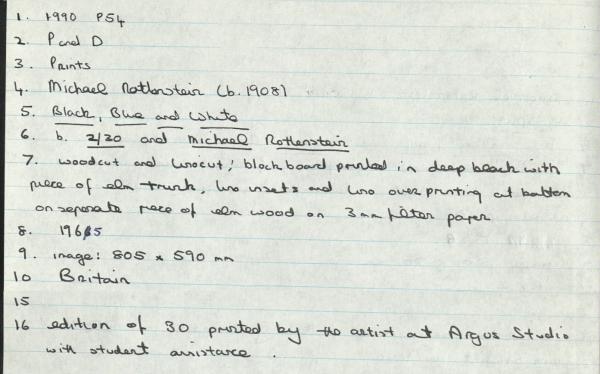 1. 1990 P54
2. P and D
3. Prints
4. Michael Rothenstein (b. 1908)
5. Black, Blue and White
6. b. 2/20 and Michael Rothenstein
7. woodcut and linocut; block board printed in deep black with
piece of elm trunk, lino insets and lino overprinting at bottom
on separate piece of elm wood on 3mm filter paper
8. 1965
9. image: 805 x 590 mm
10 Britain
15
16 edition of 30 printed by the artist at Argus Studio
with student assistance.